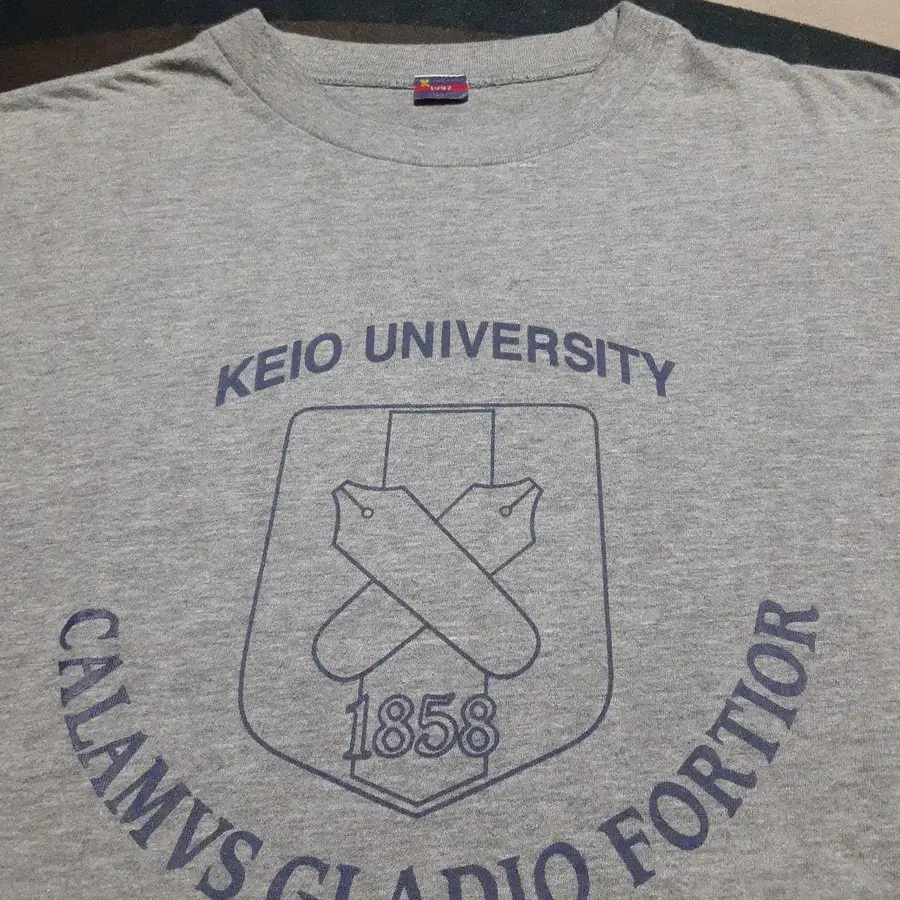 KEIO UNIVERSITY
1858
CALAMVS GLADIO FORTIOR